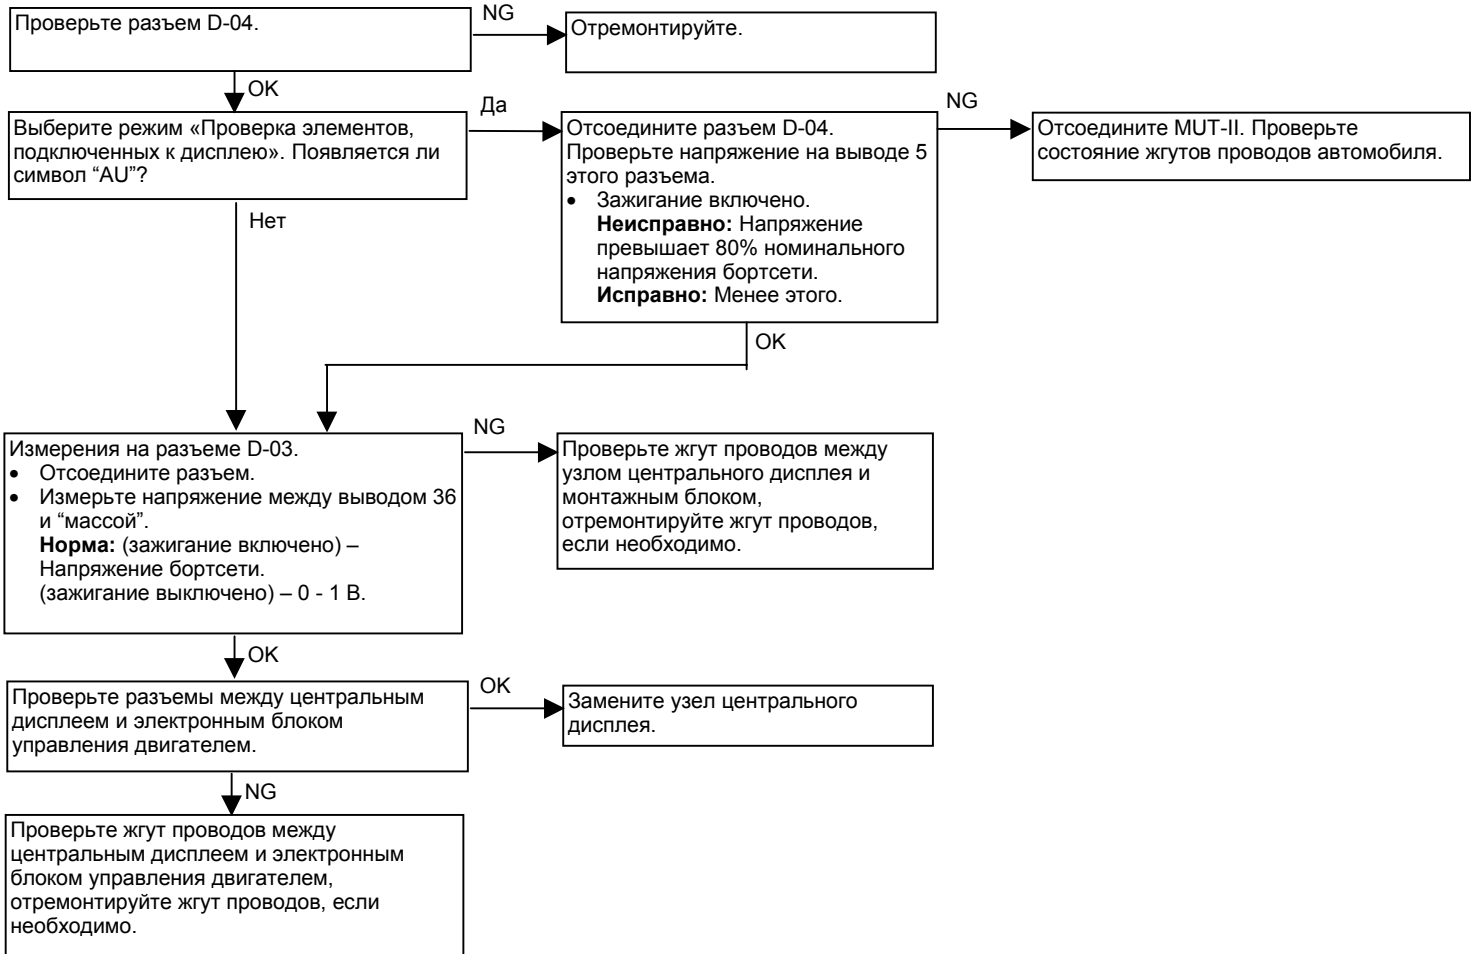 Проверьте разъем D-04.
NG
Отремонтируйте.
OK
Выберите режим «Проверка элементов,
подключенных к дисплею». Появляется ли
символ “AU”?
Да
Отсоедините разъем D-04.
Проверьте напряжение на выводе 5
этого разъема.
• Зажигание включено.
Неисправно: Напряжение
превышает 80% номинального
напряжения бортсети.
Исправно: Менее этого.
NG
Отсоедините MUT-II. Проверьте
состояние жгутов проводов автомобиля.
Нет
OK
Измерения на разъеме D-03.
• Отсоедините разъем.
• Измерьте напряжение между выводом 36
и “массой”.
Норма: (зажигание включено) –
Напряжение бортсети.
(зажигание выключено) – 0 - 1 В.
NG
Проверьте жгут проводов между
узлом центрального дисплея и
монтажным блоком,
отремонтируйте жгут проводов,
если необходимо.
OK
Проверьте разъемы между центральным
дисплеем и электронным блоком
управления двигателем.
OK
Замените узел центрального
дисплея.
NG
Проверьте жгут проводов между
центральным дисплеем и электронным
блоком управления двигателем,
отремонтируйте жгут проводов, если
необходимо.